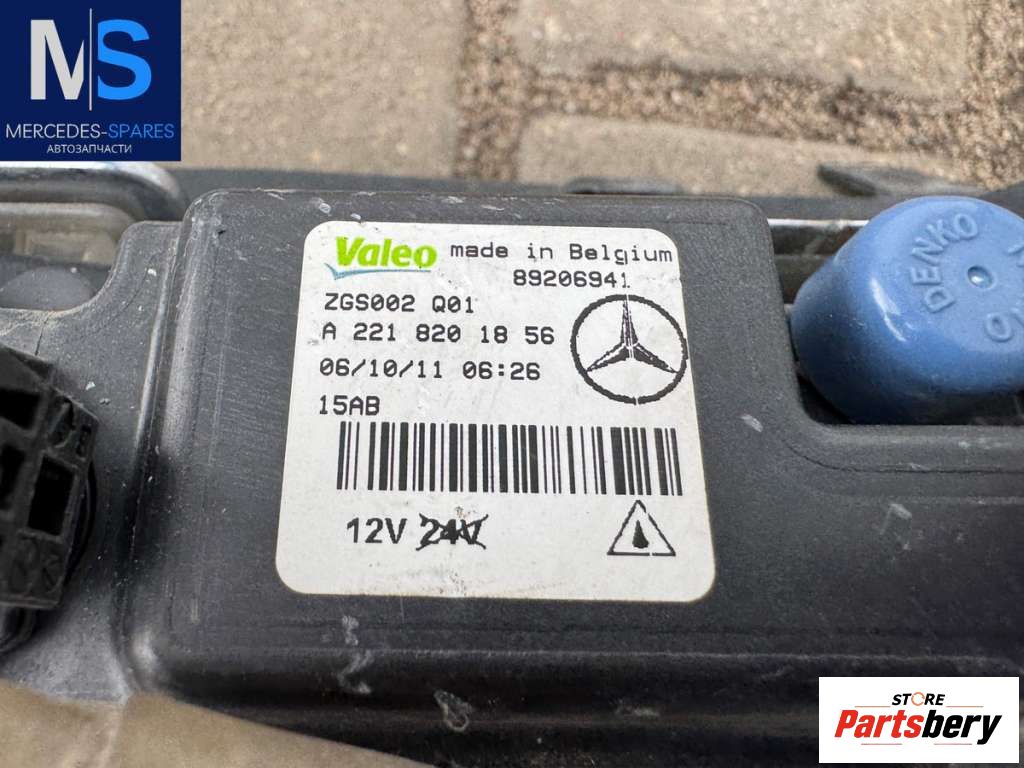 MS
MERCEDES-SPARES
АВТОЗАПЧАСТИ
Valeo made in Belgium
89206941
ZGS002 Q01
A 221 820 18 56
06/10/11 06:26
15AB
12V 24V
DENKO
STORE
Partsbery